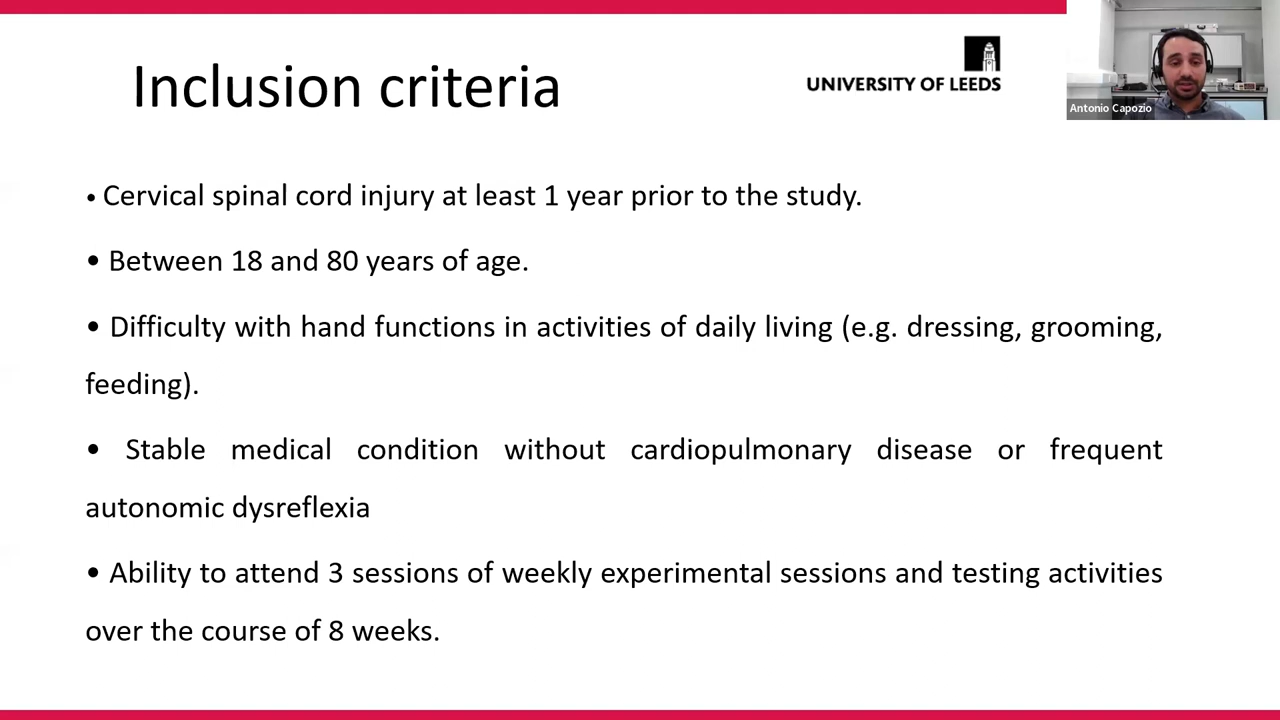 Inclusion criteria
UNIVERSITY OF LEEDS
Antonio Capozio
• Cervical spinal cord injury at least 1 year prior to the study.
• Between 18 and 80 years of age.
• Difficulty with hand functions in activities of daily living (e.g. dressing, grooming,
feeding).
• Stable medical condition without cardiopulmonary disease or frequent
autonomic dysreflexia
• Ability to attend 3 sessions of weekly experimental sessions and testing activities
over the course of 8 weeks.